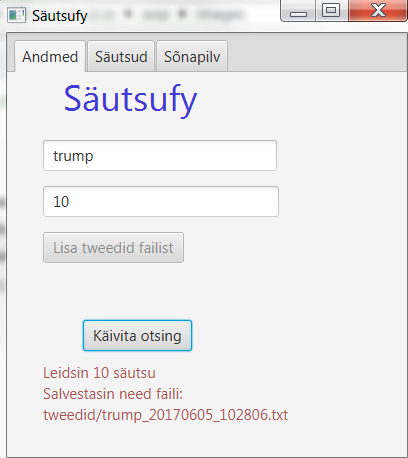 Säutsufy
Andmed Säutsud Sõnapilv
Säutsufy
trump
10
Lisa tweedid failist
Käivita otsing
Leidsin 10 säutsu
Salvestasin need faili:
tweedid/trump_20170605_102806.txt